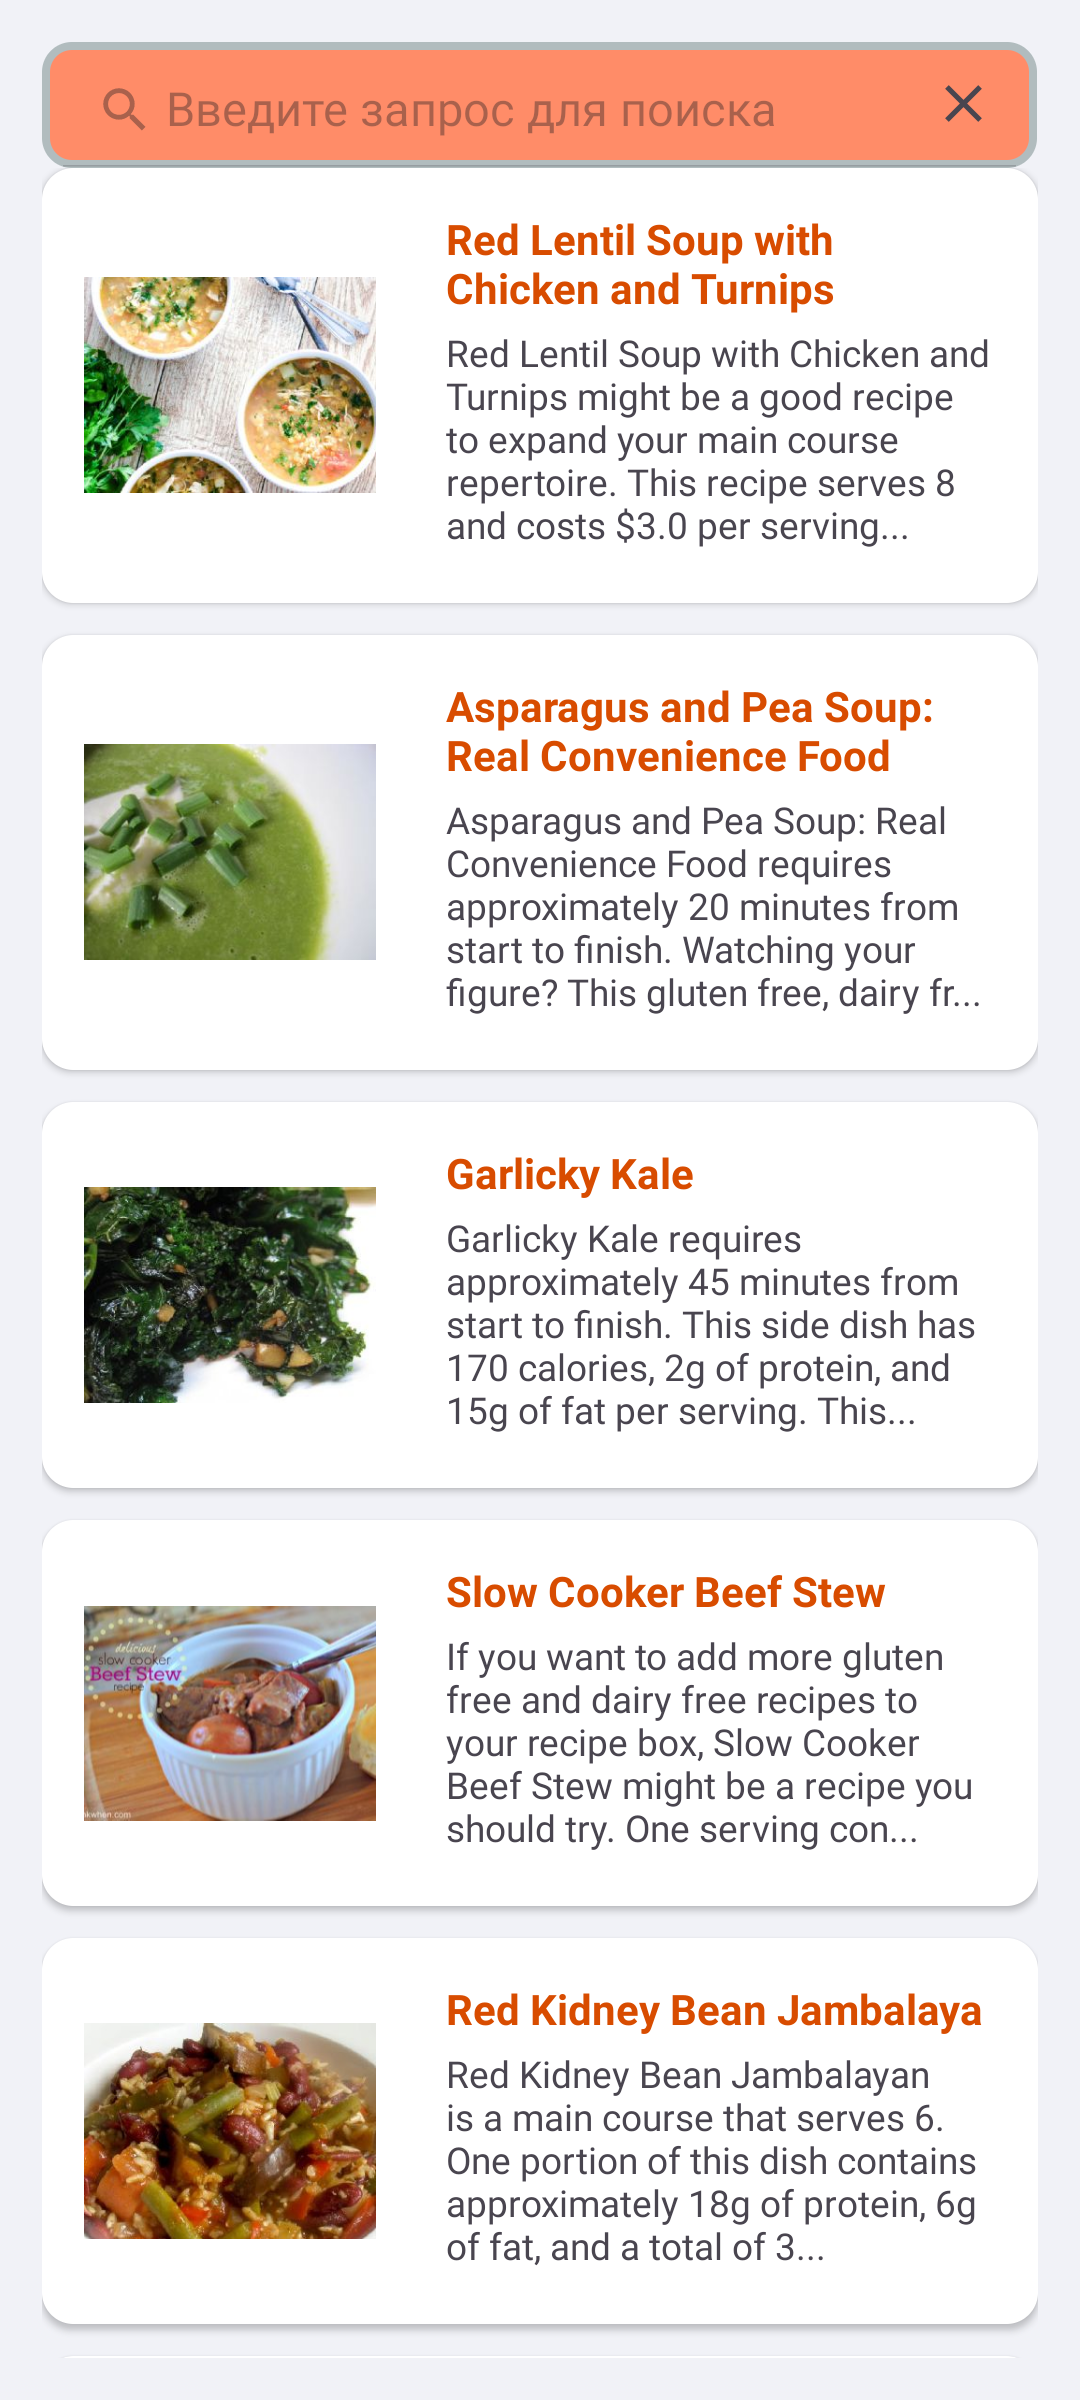 Введите запрос для поиска
Red Lentil Soup with
Chicken and Turnips
Red Lentil Soup with Chicken and
Turnips might be a good recipe
to expand your main course
repertoire. This recipe serves 8
and costs $3.0 per serving...
Asparagus and Pea Soup:
Real Convenience Food
Asparagus and Pea Soup: Real
Convenience Food requires
approximately 20 minutes from
start to finish. Watching your
figure? This gluten free, dairy fr...
Garlicky Kale
Garlicky Kale requires
approximately 45 minutes from
start to finish. This side dish has
170 calories, 2g of protein, and
15g of fat per serving. This...
delicious
slow cooker
Beef Stew
recipe
nkwhen.com
Slow Cooker Beef Stew
If you want to add more gluten
free and dairy free recipes to
your recipe box, Slow Cooker
Beef Stew might be a recipe you
should try. One serving con...
Red Kidney Bean Jambalaya
Red Kidney Bean Jambalayan
is a main course that serves 6.
One portion of this dish contains
approximately 18g of protein, 6g
of fat, and a total of 3...